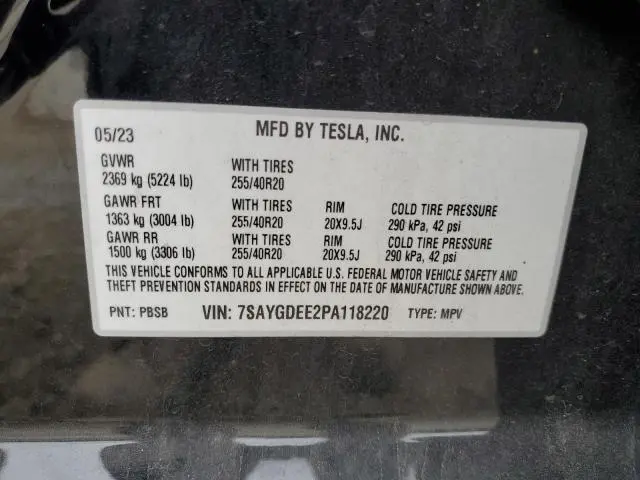 05/23 MFD BY TESLA, INC.
GVWR WITH TIRES
2369 kg (5224 lb) 255/40R20
GAWR FRT WITH TIRES RIM COLD TIRE PRESSURE
1363 kg (3004 lb) 255/40R20 20X9.5J 290 kPa, 42 psi
GAWR RR WITH TIRES RIM COLD TIRE PRESSURE
1500 kg (3306 lb) 255/40R20 20X9.5J 290 kPa, 42 psi
THIS VEHICLE CONFORMS TO ALL APPLICABLE U.S. FEDERAL MOTOR VEHICLE SAFETY AND
THEFT PREVENTION STANDARDS IN EFFECT ON THE DATE OF MANUFACTURE SHOWN ABOVE.
PNT: PBSB VIN: 7SAYGDEE2PA118220 TYPE: MPV